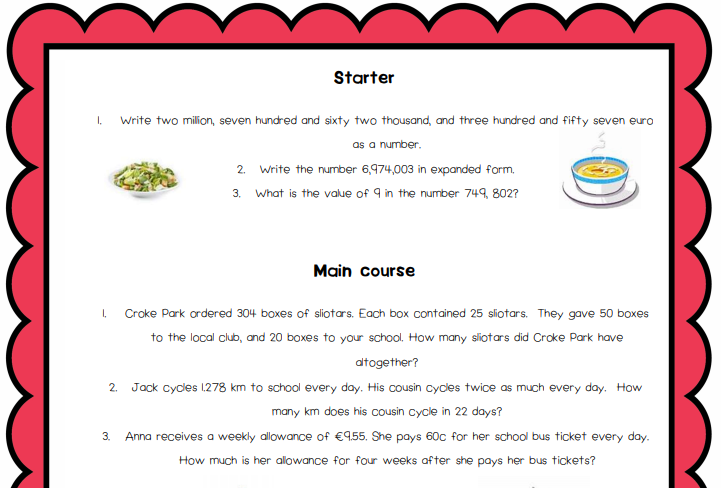 Starter
1. Write two million, seven hundred and sixty two thousand, and three hundred and fifty seven euro
as a number.
2. Write the number 6,974,003 in expanded form.
3. What is the value of 9 in the number 749, 802?
Main course
1. Croke Park ordered 304 boxes of sliotars. Each box contained 25 sliotars. They gave 50 boxes
to the local club, and 20 boxes to your school. How many sliotars did Croke Park have
altogether?
2. Jack cycles 1.278 km to school every day. His cousin cycles twice as much every day. How
many km does his cousin cycle in 22 days?
3. Anna receives a weekly allowance of €9.55. She pays 60c for her school bus ticket every day.
How much is her allowance for four weeks after she pays her bus tickets?